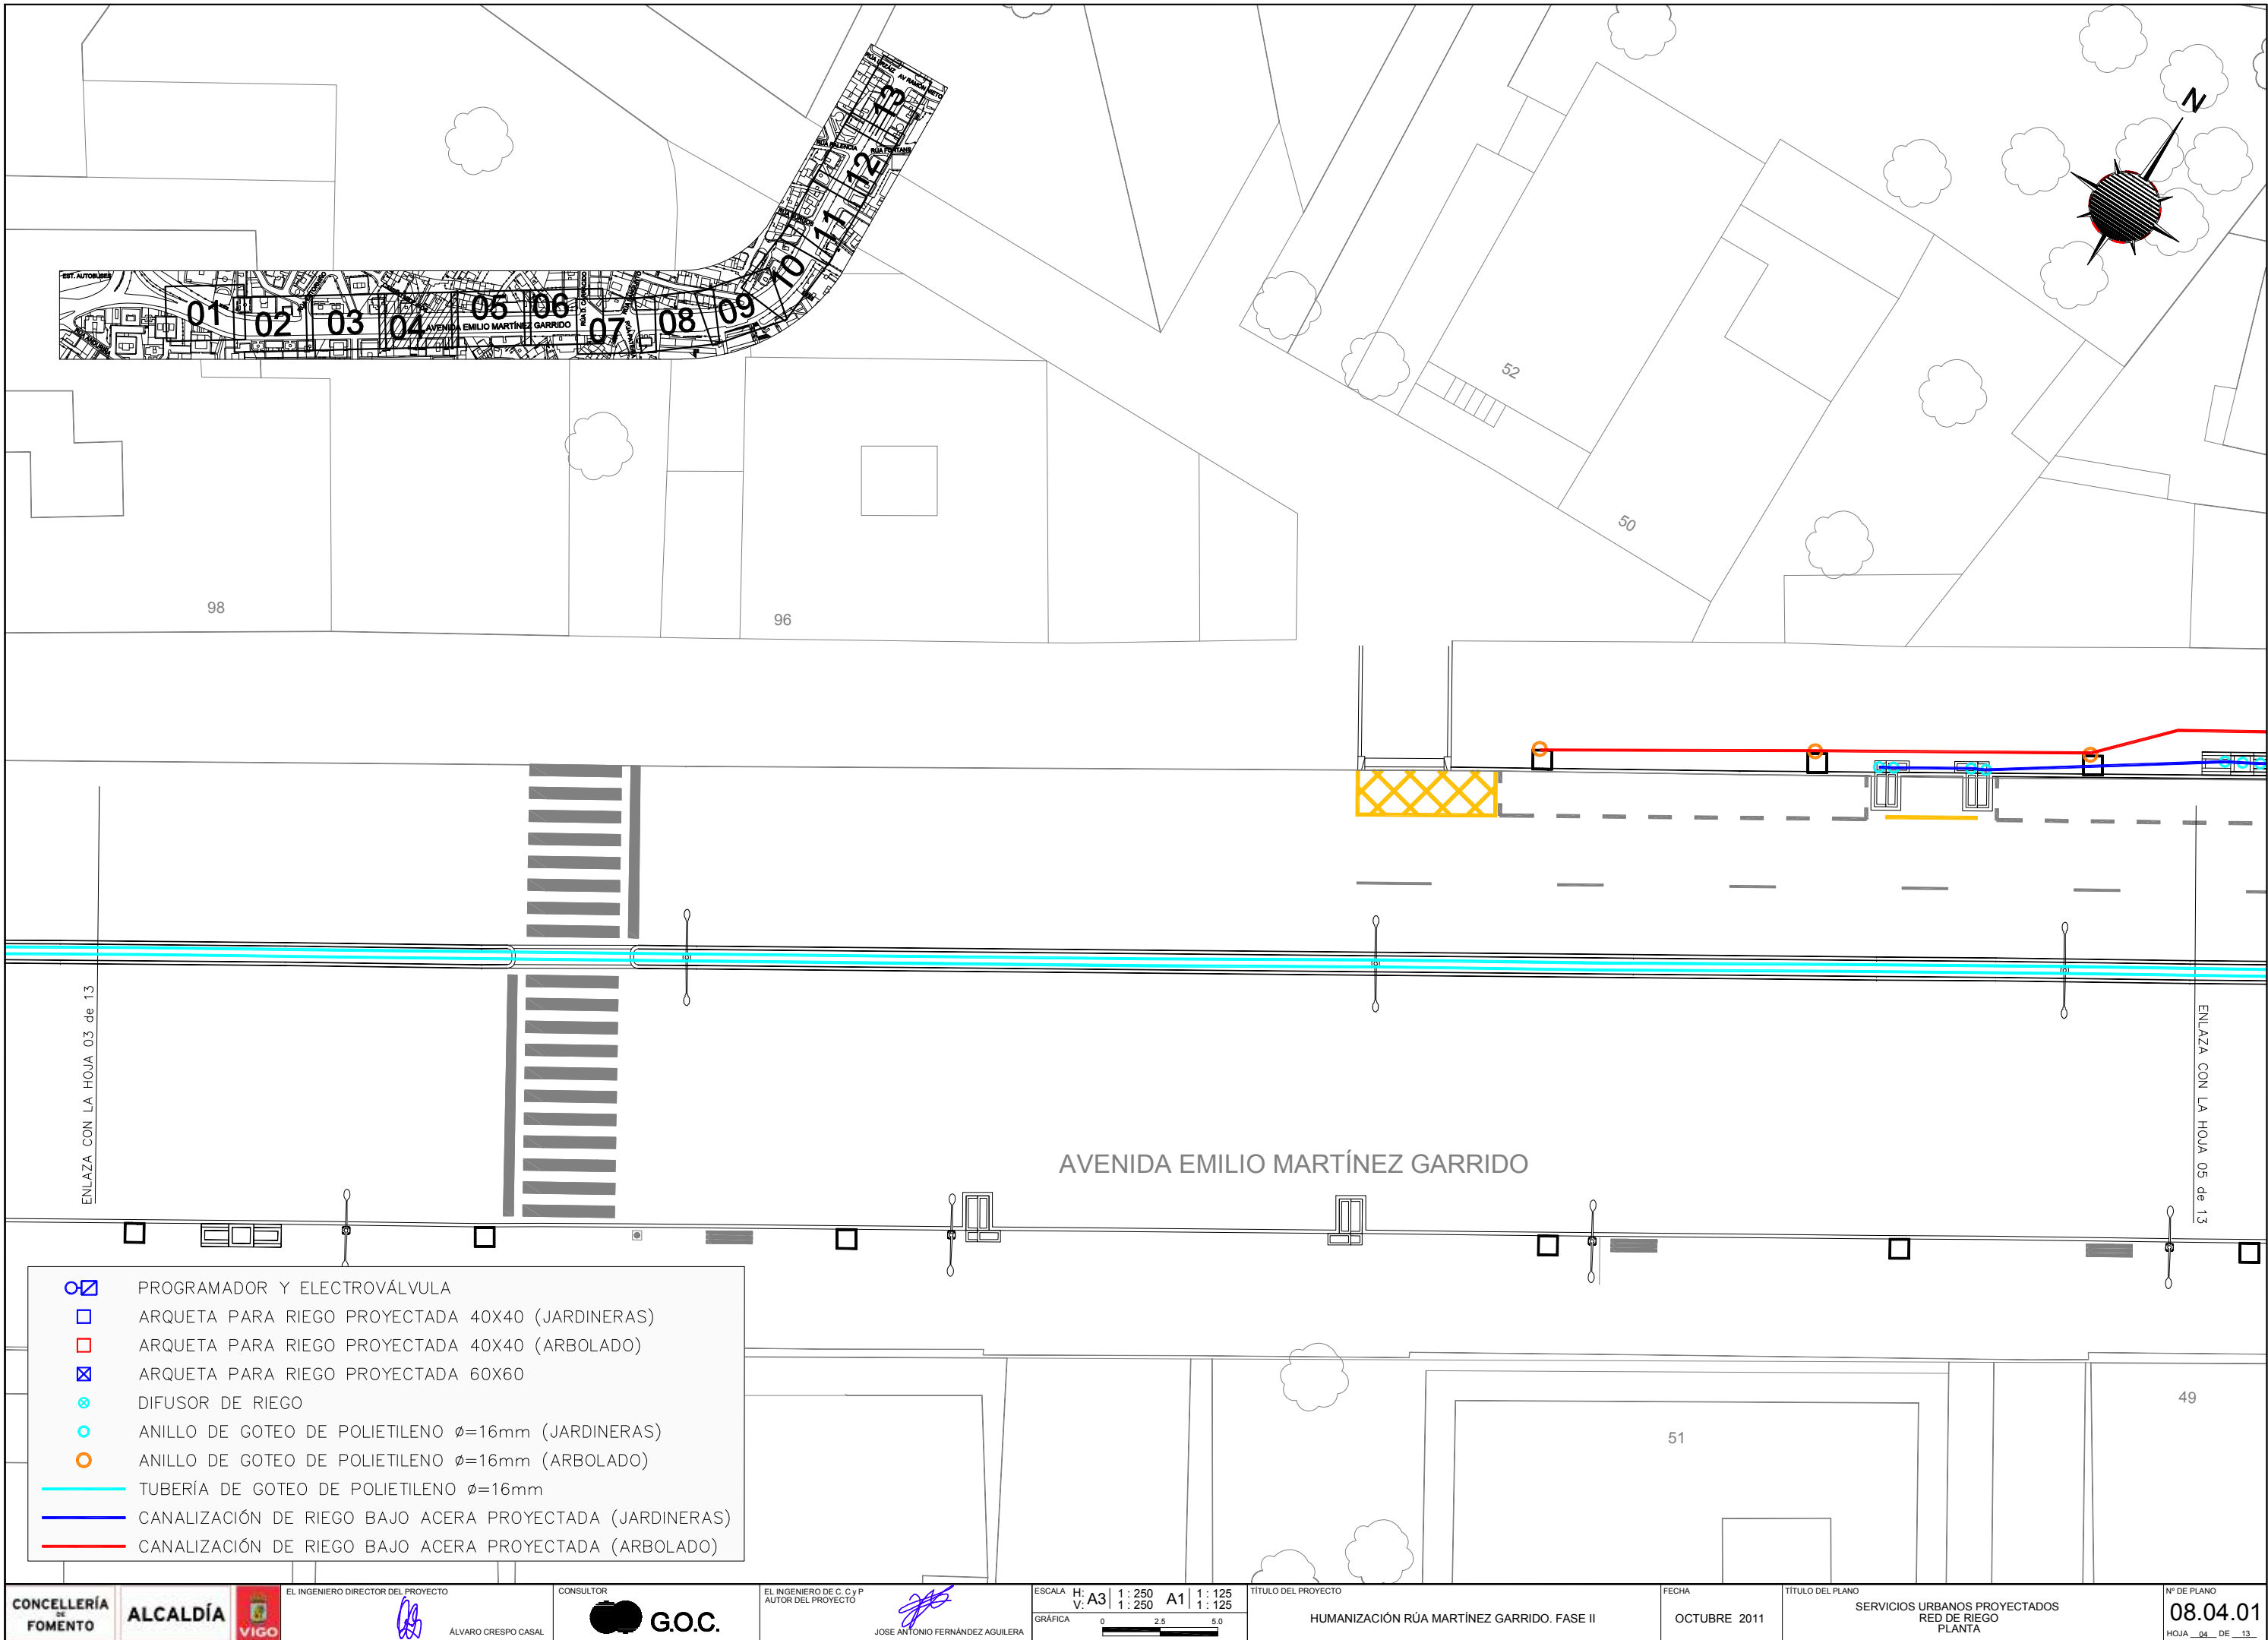 RÚA URZAIZ
AV RAMÓN NIETO
13
RÚA PALENCIA
12
11
10
EST. AUTOBUSES
01
02
03
04
05
06
07
08
09
AVENIDA EMILIO MARTÍNEZ GARRIDO
N
52
50
98
96
ENLAZA CON LA HOJA 03 de 13
ENLAZA CON LA HOJA 05 de 13
AVENIDA EMILIO MARTÍNEZ GARRIDO
51
49
PROGRAMADOR Y ELECTROVÁLVULA
ARQUETA PARA RIEGO PROYECTADA 40X40 (JARDINERAS)
ARQUETA PARA RIEGO PROYECTADA 40X40 (ARBOLADO)
ARQUETA PARA RIEGO PROYECTADA 60X60
DIFUSOR DE RIEGO
ANILLO DE GOTEO DE POLIETILENO ø=16mm (JARDINERAS)
ANILLO DE GOTEO DE POLIETILENO ø=16mm (ARBOLADO)
TUBERÍA DE GOTEO DE POLIETILENO ø=16mm
CANALIZACIÓN DE RIEGO BAJO ACERA PROYECTADA (JARDINERAS)
CANALIZACIÓN DE RIEGO BAJO ACERA PROYECTADA (ARBOLADO)
CONCELLERÍA
DE
FOMENTO
ALCALDÍA
VIGO
EL INGENIERO DIRECTOR DEL PROYECTO
ÁLVARO CRESPO CASAL
CONSULTOR
G.O.C.
EL INGENIERO DE C. C y P
AUTOR DEL PROYECTO
JOSE ANTONIO FERNÁNDEZ AGUILERA
ESCALA H: A3 1 : 250 A1 1 : 125
V: 1 : 250 1 : 125
GRÁFICA 0 2.5 5.0
TÍTULO DEL PROYECTO
HUMANIZACIÓN RÚA MARTÍNEZ GARRIDO. FASE II
FECHA
OCTUBRE 2011
TÍTULO DEL PLANO
SERVICIOS URBANOS PROYECTADOS
RED DE RIEGO
PLANTA
Nº DE PLANO
08.04.01
HOJA 04 DE 13